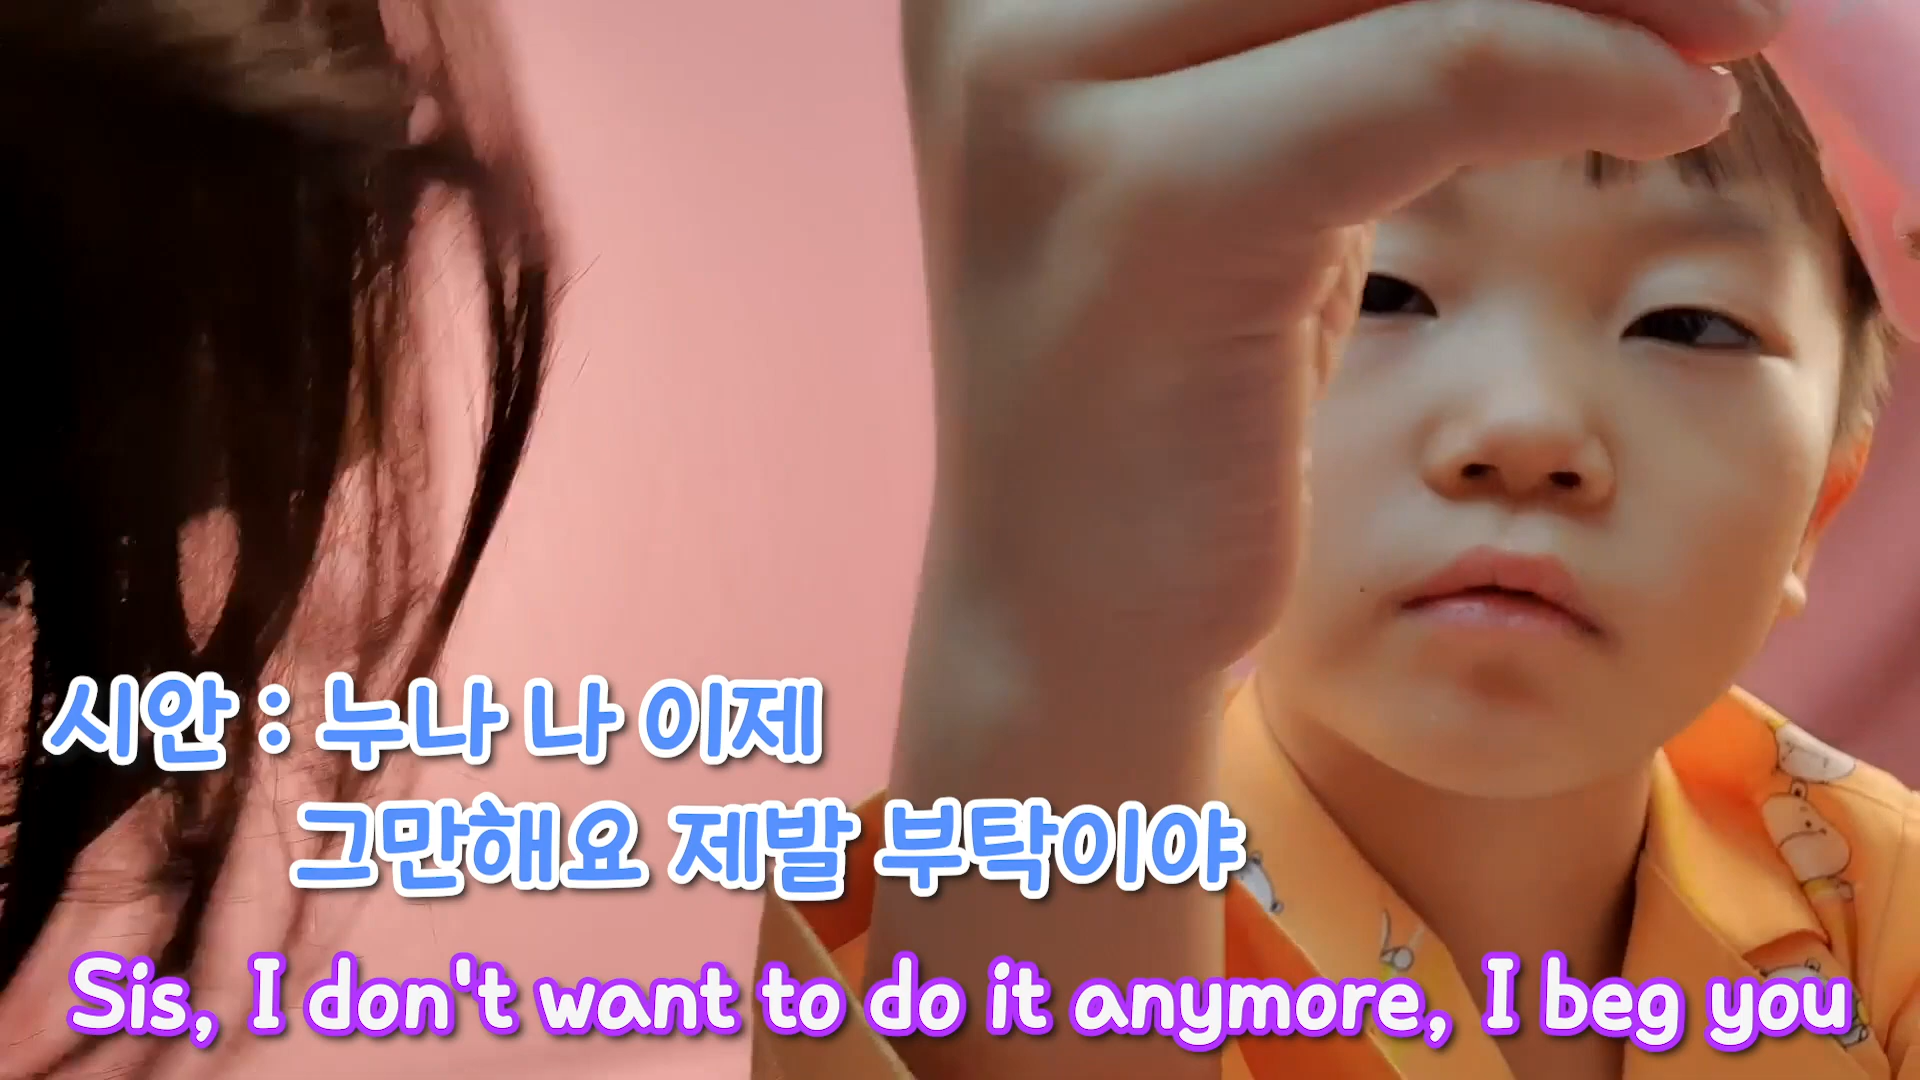 시안 : 누나 나 이제
그만해요 제발 부탁이야
Sis, I don't want to do it anymore, I beg you